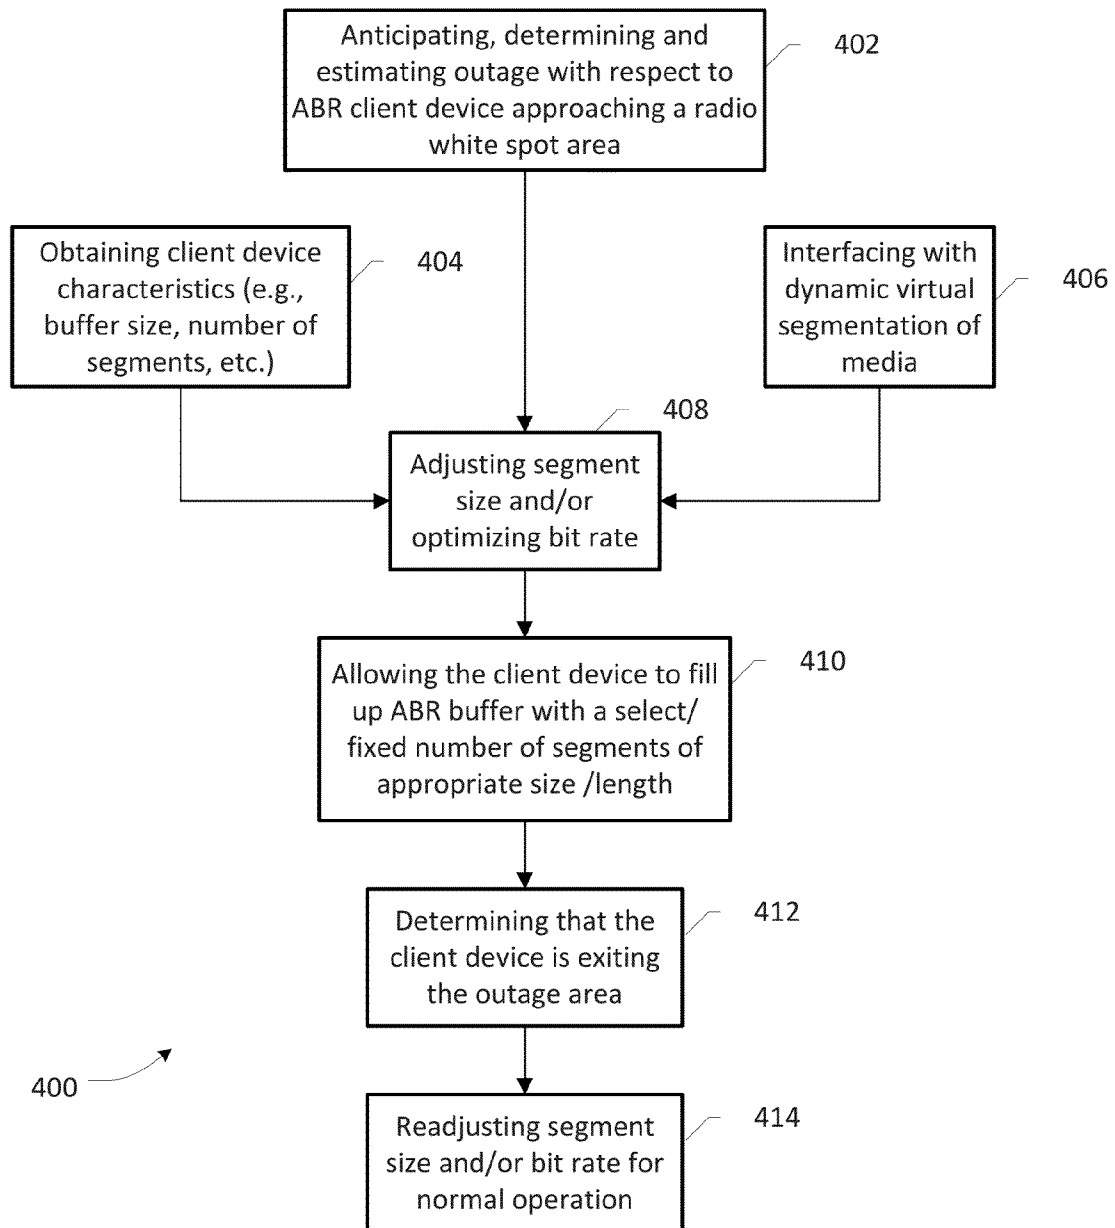 Anticipating, determining and
estimating outage with respect to
ABR client device approaching a radio
white spot area
402
Obtaining client device
characteristics (e.g.,
buffer size, number of
segments, etc.)
404
Interfacing with
dynamic virtual
segmentation of
media
406
408
Adjusting segment
size and/or
optimizing bit rate
Allowing the client device to fill
up ABR buffer with a select/
fixed number of segments of
appropriate size /length
410
Determining that the
client device is exiting
the outage area
412
400
Readjusting segment
size and/or bit rate for
normal operation
414